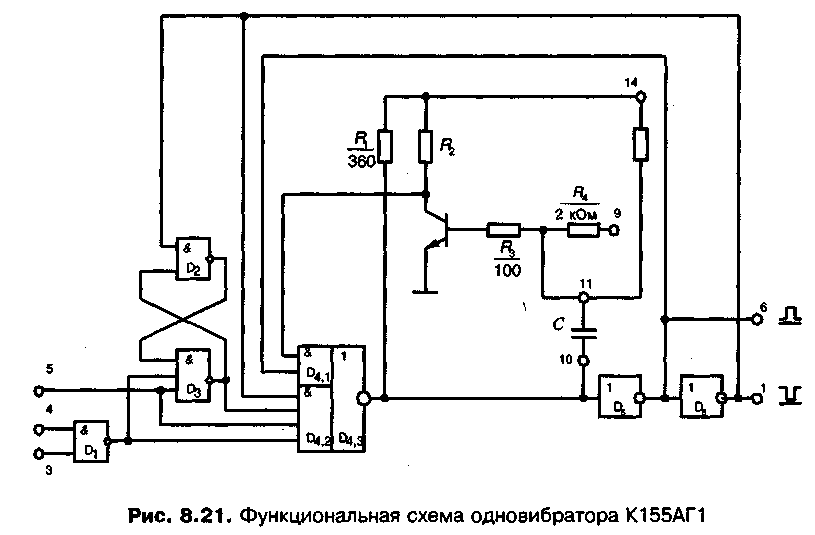 14
R₁
360
R₂
R₄
2 кОм
9
&
D₂
R₃
100
11
C
6
10
5
&
D₃
&
D₄,₁
1
&
D₄,₂
D₄,₃
1
D₅
1
D₆
1
4
&
D₁
3
Рис. 8.21. Функциональная схема одновибратора К155АГ1